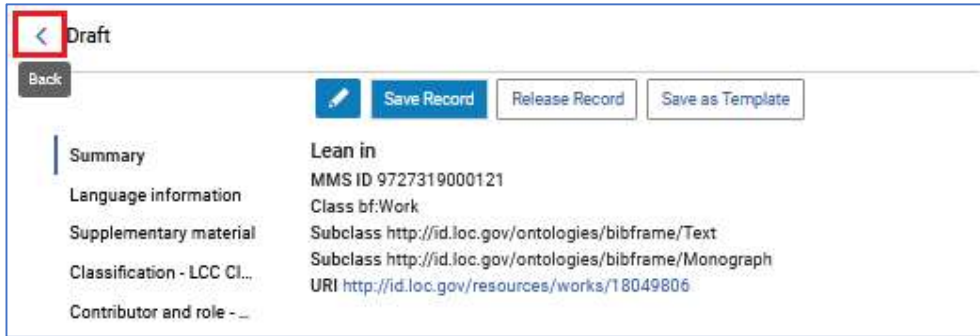 Draft
Back
Save Record Release Record Save as Template
Summary
Language information
Supplementary material
Classification - LCC Cl...
Contributor and role - ...
Lean in
MMS ID 9727319000121
Class bf:Work
Subclass http://id.loc.gov/ontologies/bibframe/Text
Subclass http://id.loc.gov/ontologies/bibframe/Monograph
URI http://id.loc.gov/resources/works/18049806